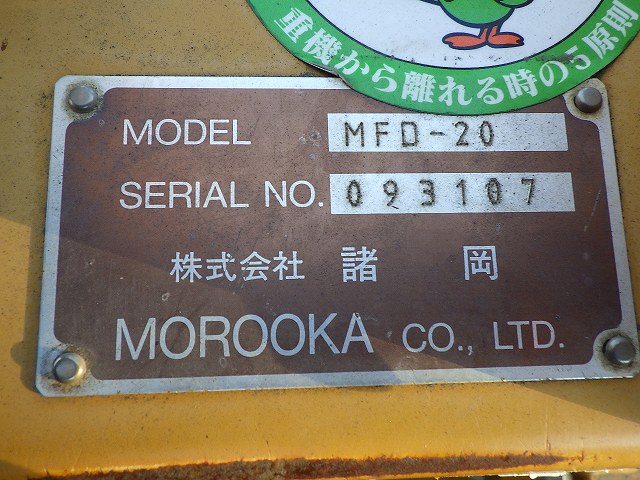 重機から離れる時の5原則
MODEL MFD-20
SERIAL NO. 093107
株式会社 諸岡
MOROOKA CO., LTD.